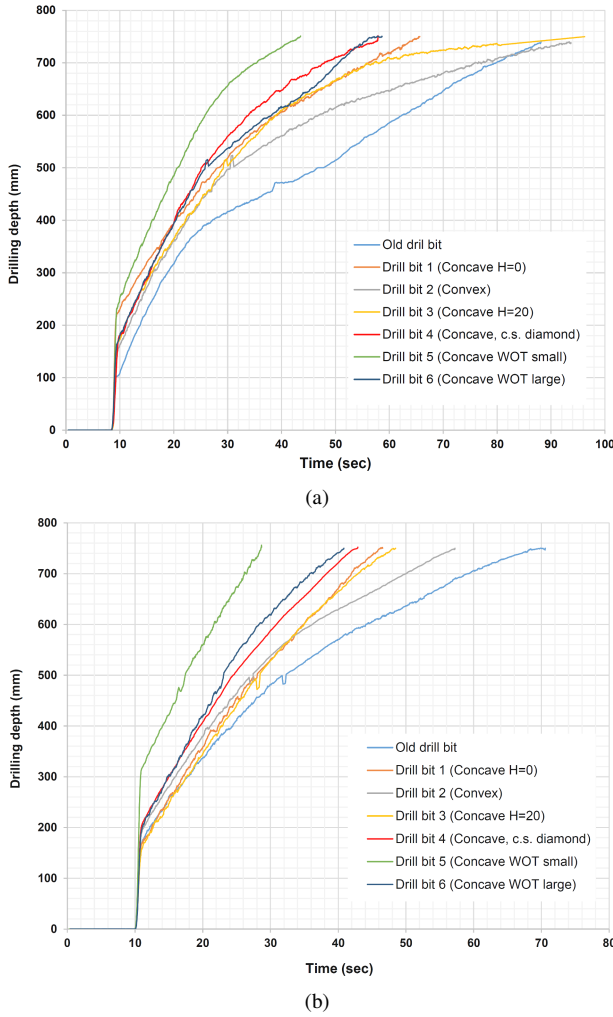 800
700
600
500
400
300
200
100
0
Drilling depth (mm)
Old dril bit
Drill bit 1 (Concave H=0)
Drill bit 2 (Convex)
Drill bit 3 (Concave H=20)
Drill bit 4 (Concave, c.s. diamond)
Drill bit 5 (Concave WOT small)
Drill bit 6 (Concave WOT large)
0 10 20 30 40 50 60 70 80 90 100
Time (sec)
(a)
800
700
600
500
400
300
200
100
0
Drilling depth (mm)
Old drill bit
Drill bit 1 (Concave H=0)
Drill bit 2 (Convex)
Drill bit 3 (Concave H=20)
Drill bit 4 (Concave, c.s. diamond)
Drill bit 5 (Concave WOT small)
Drill bit 6 (Concave WOT large)
0 10 20 30 40 50 60 70 80
Time (sec)
(b)